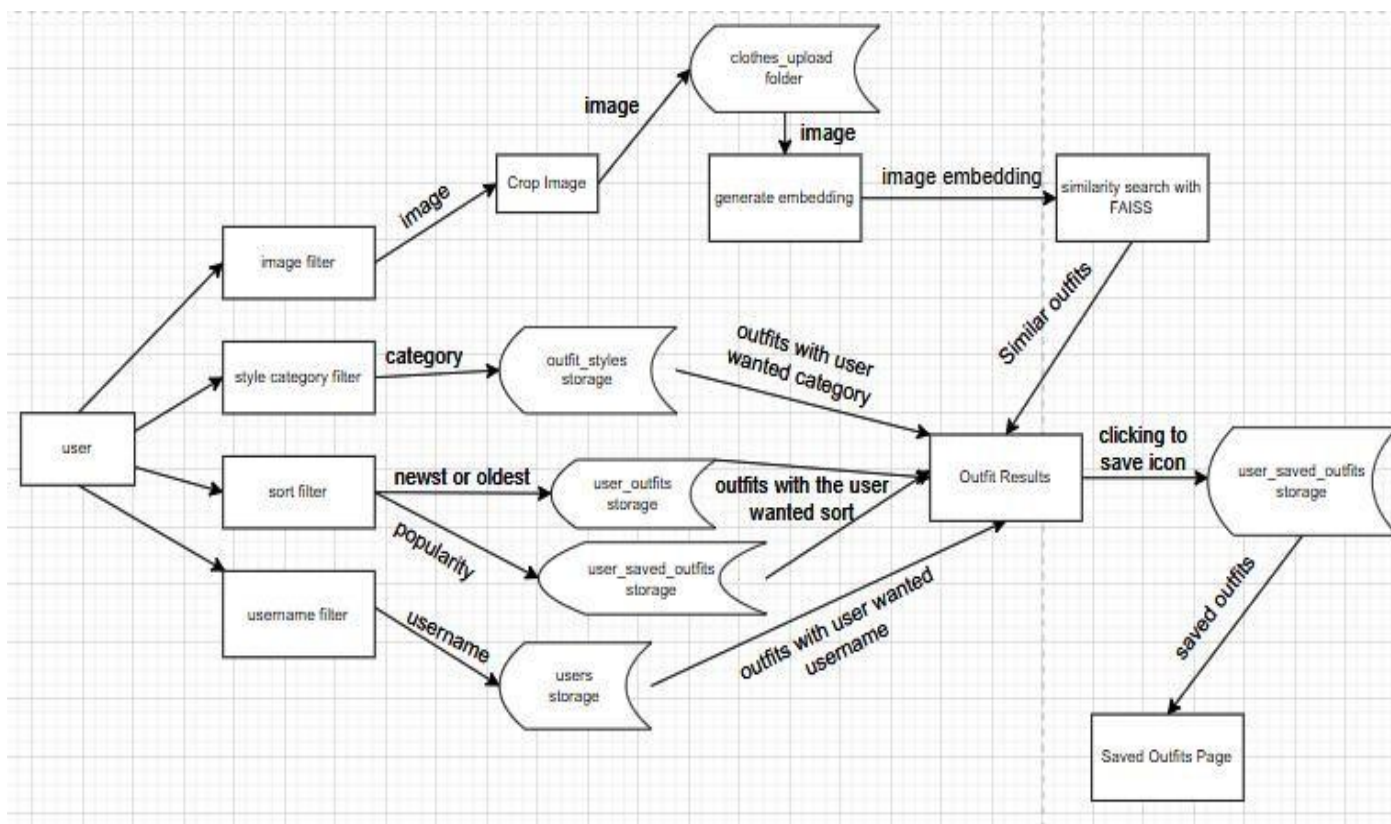 clothes_upload
folder
image
image
Crop Image
generate embedding
image embedding
similarity search with
FAISS
image
image filter
Similar outfits
style category filter
category
outfit_styles
storage
outfits with user
wanted category
user
sort filter
newst or oldest
user_outfits
storage
outfits with the user
wanted sort
Outfit Results
clicking to
save icon
user_saved_outfits
storage
popularity
user_saved_outfits
storage
username filter
username
users
storage
outfits with user wanted
username
saved outfits
Saved Outfits Page